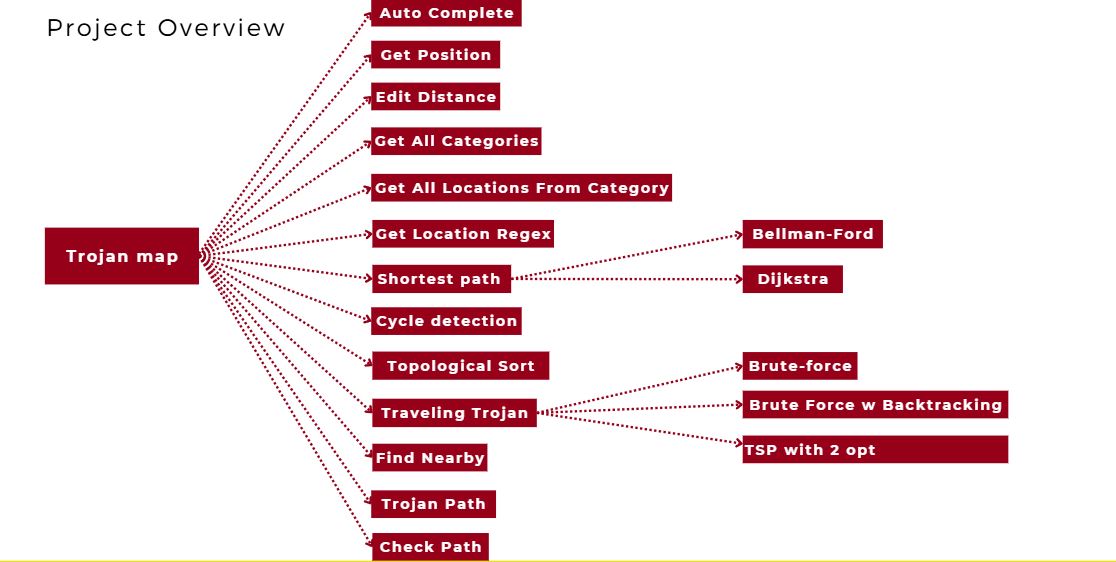 Project Overview
Trojan map
Auto Complete
Get Position
Edit Distance
Get All Categories
Get All Locations From Category
Get Location Regex
Shortest path
Bellman-Ford
Dijkstra
Cycle detection
Topological Sort
Traveling Trojan
Brute-force
Brute Force w Backtracking
TSP with 2 opt
Find Nearby
Trojan Path
Check Path